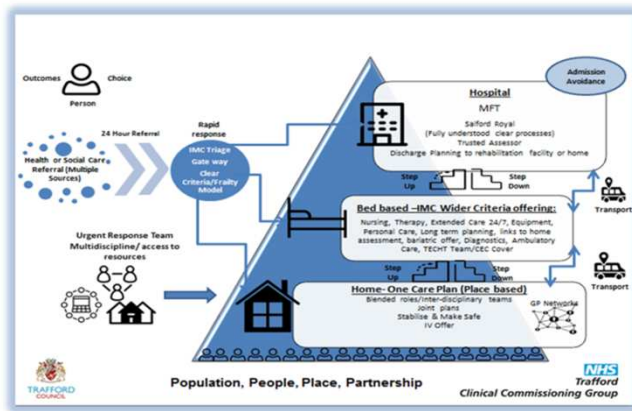 Outcomes
Choice
Person
24 Hour Referral
Health or Social Care
Referral (Multiple
Sources)
Rapid
response
IMC Triage
Gate way
Clear
Criteria/Frailty
Model
Urgent Response Team
Multidiscipline/ access to
resources
Admission
Avoidance
Hospital
MFT
Salford Royal
(Fully understood clear processes)
Trusted Assessor
Discharge Planning to rehabilitation facility or home
Step
Up
Step
Down
Transport
Bed based –IMC Wider Criteria offering:
Nursing, Therapy, Extended Care 24/7, Equipment,
Personal Care, Long term planning, links to home
assessment, bariatric offer, Diagnostics, Ambulatory
Care, TECHT Team/CEC Cover
Step
Up
Step
Down
Transport
Home- One Care Plan (Place based)
Blended roles/inter-disciplinary teams
Joint plans
Stabilise & Make Safe
IV Offer
GP Networks
Population, People, Place, Partnership
TRAFFORD
COUNCIL
NHS
Trafford
Clinical Commissioning Group